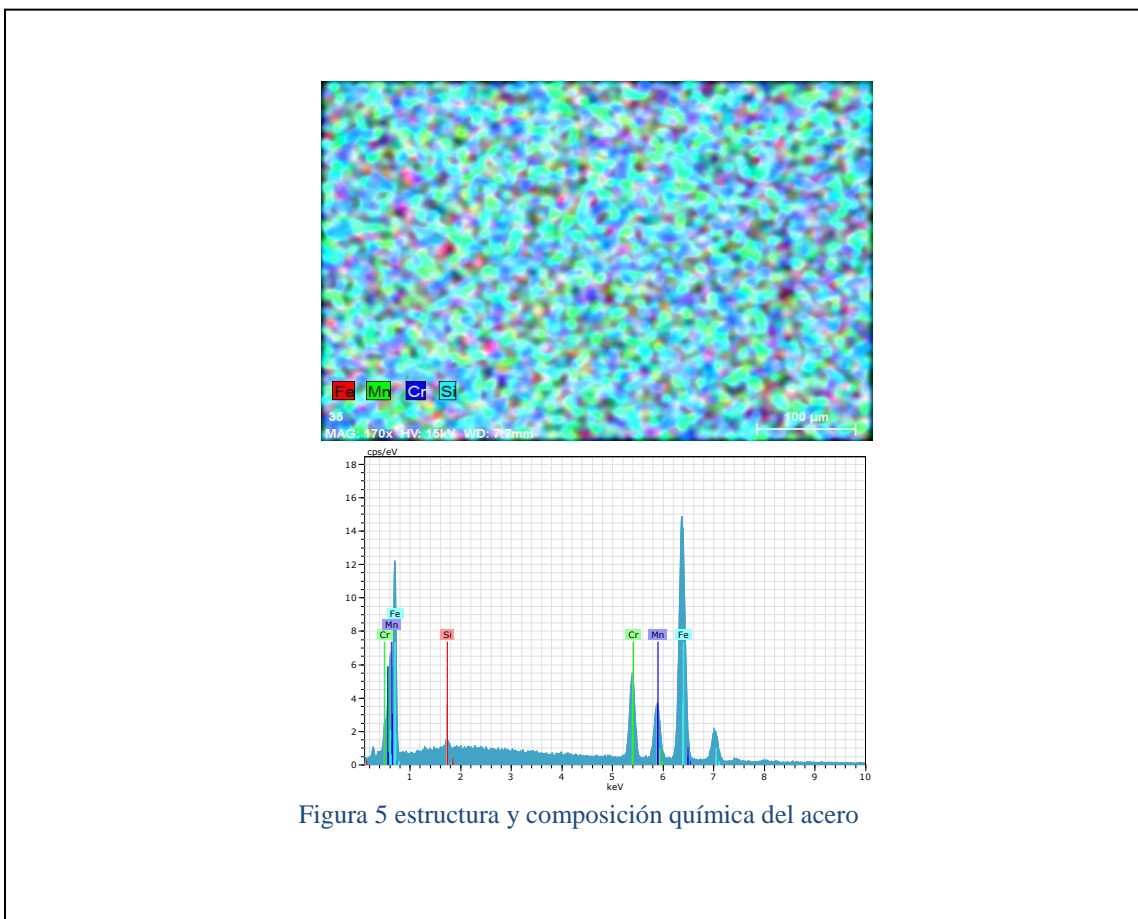 Fe Mn Cr Si
35
100 µm
MAG: 170x HV: 15kV WD: 7.7mm
cps/eV
18
16
14
12
10
8
6
4
2
0
Fe
Mn
Cr
Si
Cr Mn Fe
1 2 3 4 5 6 7 8 9 10
keV
Figura 5 estructura y composición química del acero